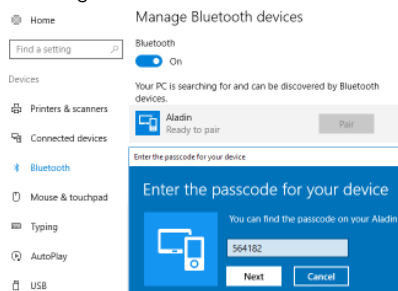 Home
Find a setting
Devices
Printers & scanners
Connected devices
Bluetooth
Mouse & touchpad
Typing
AutoPlay
USB
Manage Bluetooth devices
Bluetooth
On
Your PC is searching for and can be discovered by Bluetooth
devices.
Aladin
Ready to pair
Pair
Enter the passcode for your device
Enter the passcode for your device
You can find the passcode on your Aladin
564182
Next
Cancel